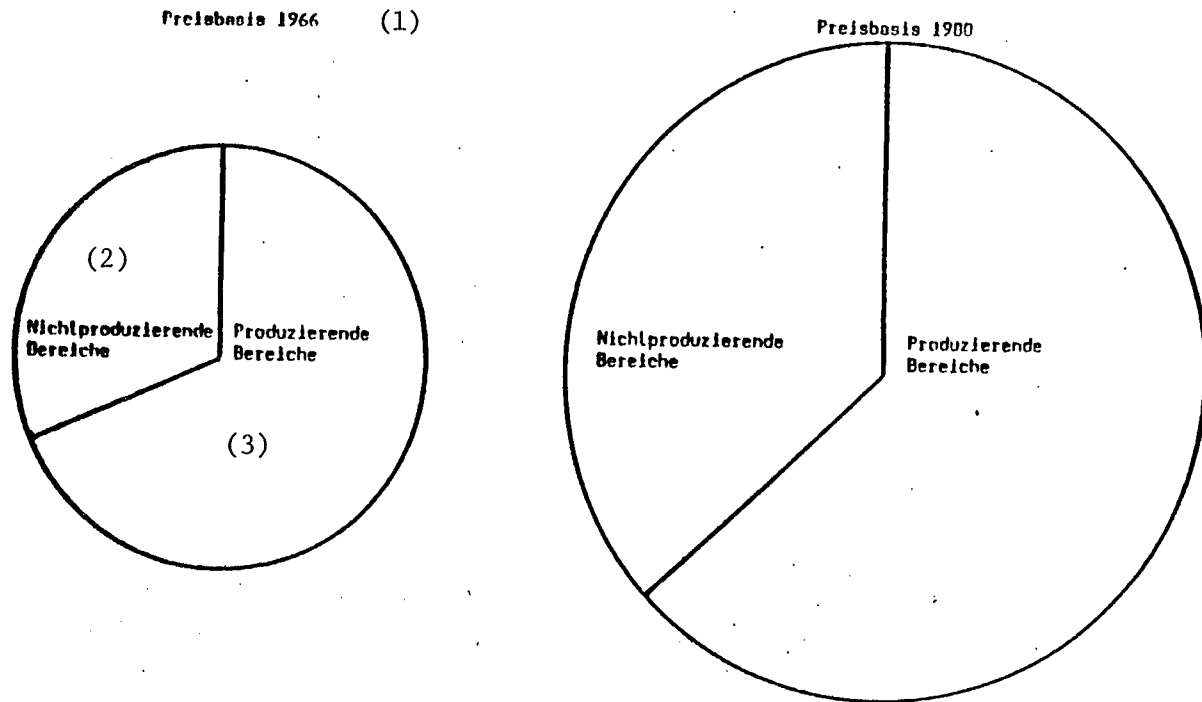 Preisbasis 1966 (1)
Preisbasis 1980
(2)
Nichtproduzierende
Bereiche
Produzierende
Bereiche
(3)
Nichtproduzierende
Bereiche
Produzierende
Bereiche